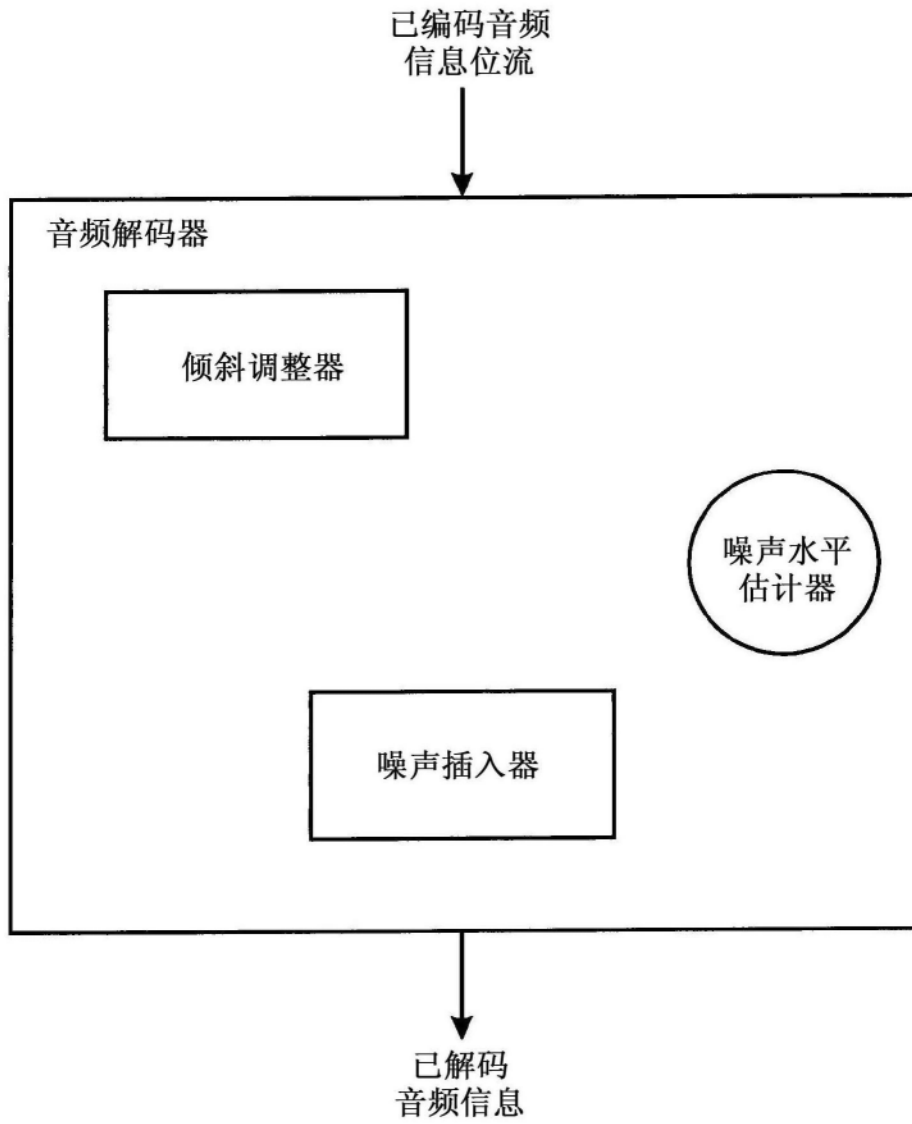 已编码音频
信息位流
音频解码器
倾斜调整器
噪声水平
估计器
噪声插入器
已解码
音频信息